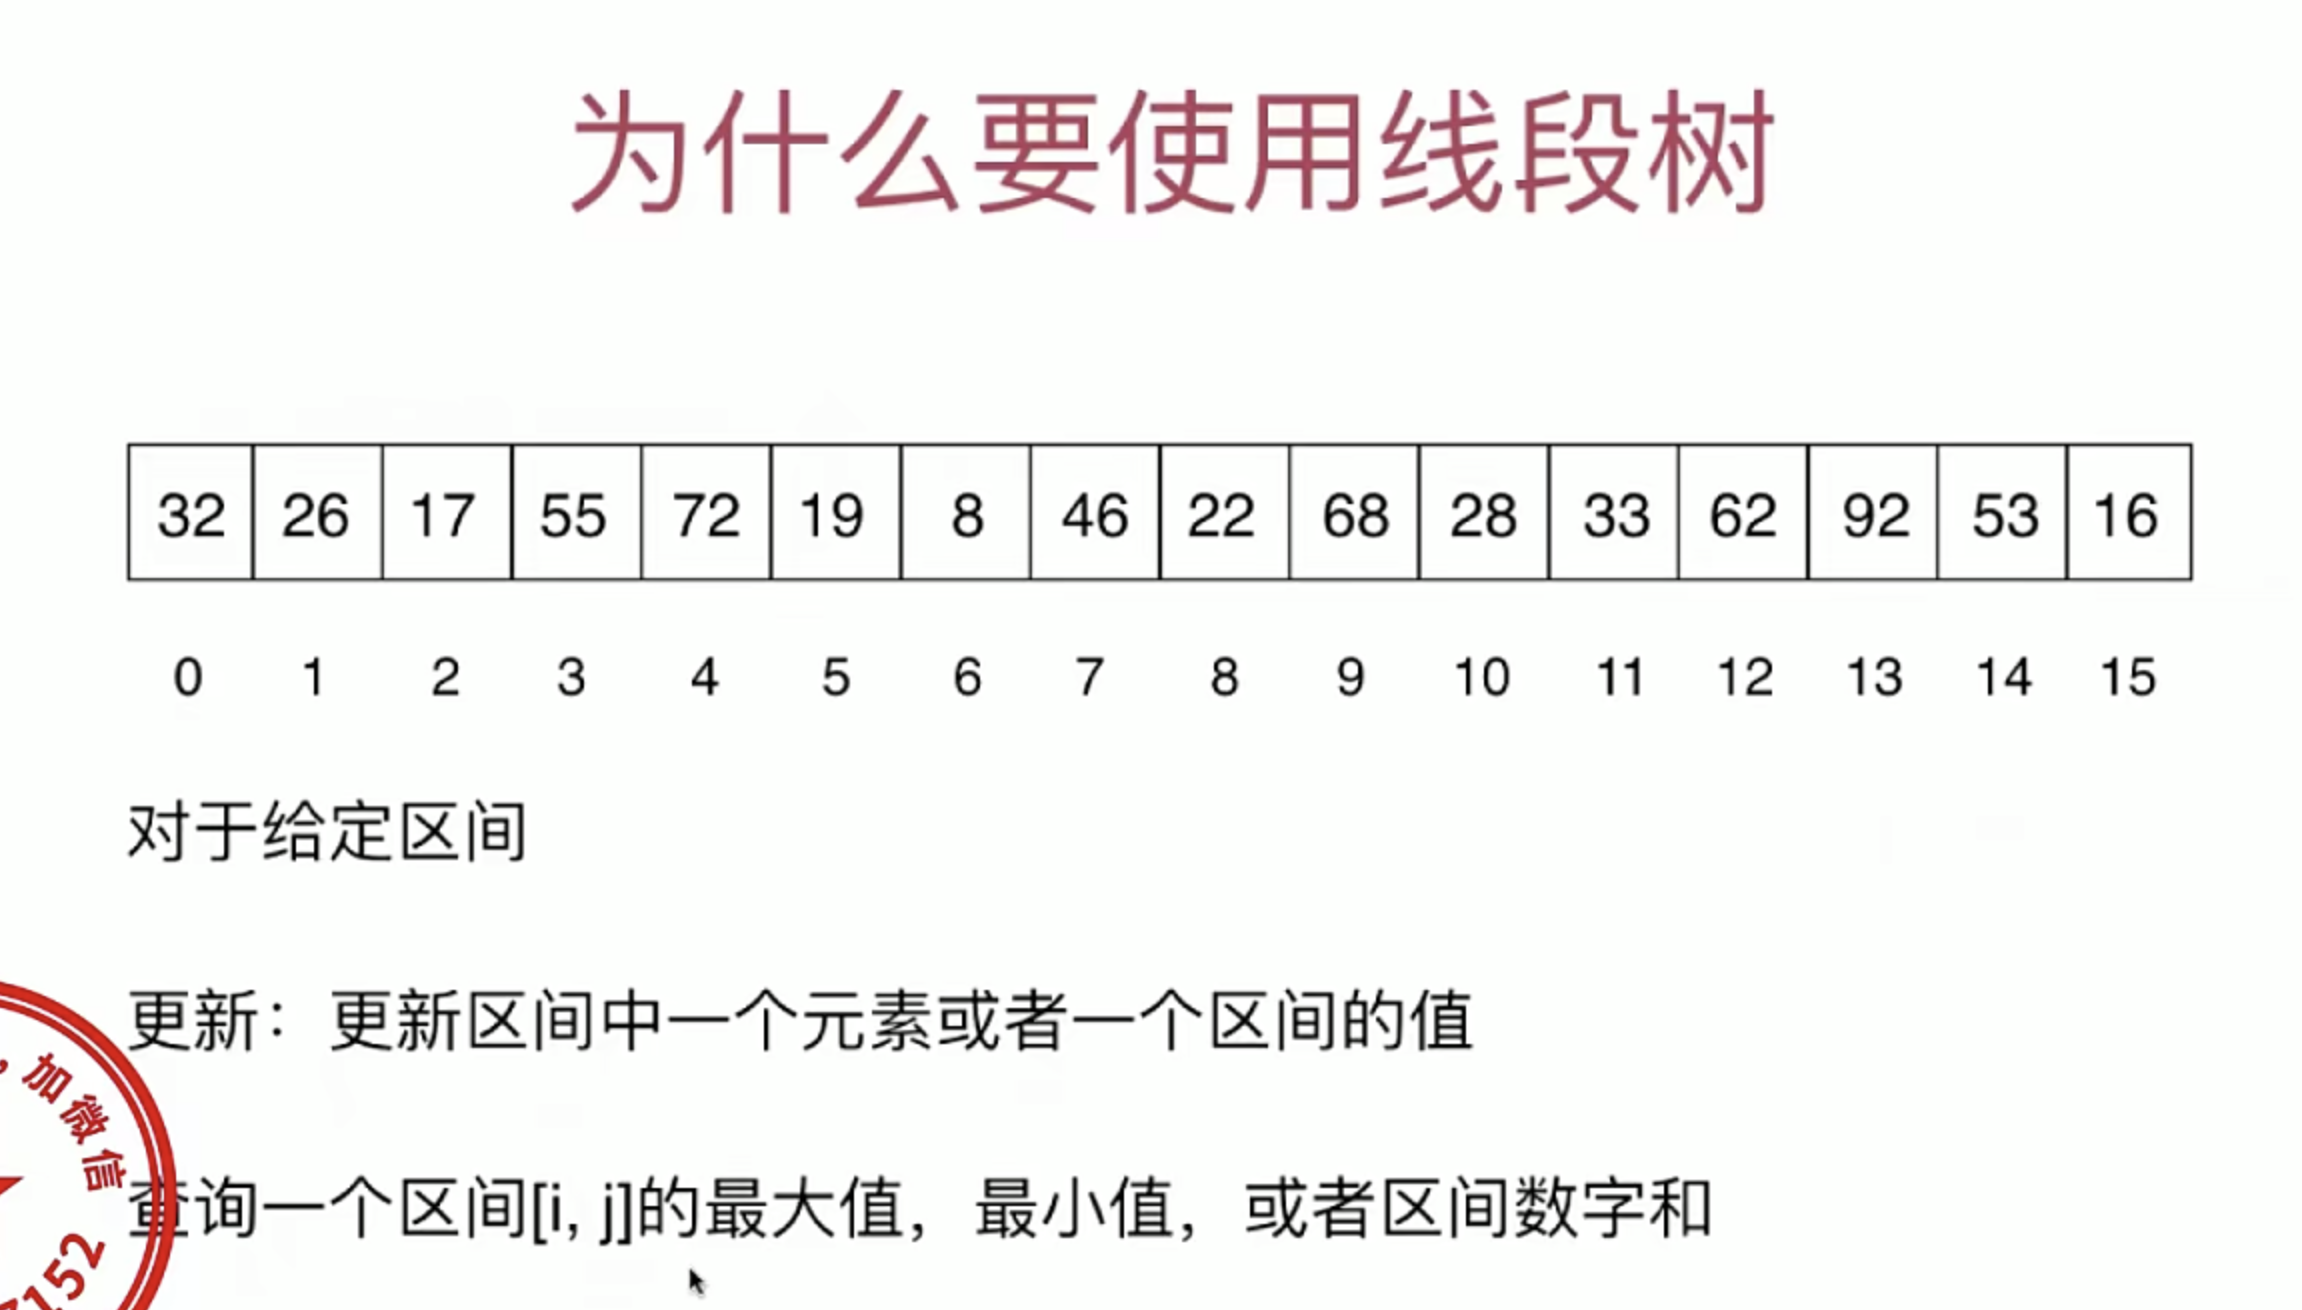 为什么要使用线段树
32 26 17 55 72 19 8 46 22 68 28 33 62 92 53 16
0 1 2 3 4 5 6 7 8 9 10 11 12 13 14 15
对于给定区间
更新：更新区间中一个元素或者一个区间的值
查询一个区间[i, j]的最大值，最小值，或者区间数字和
，加微信
7152